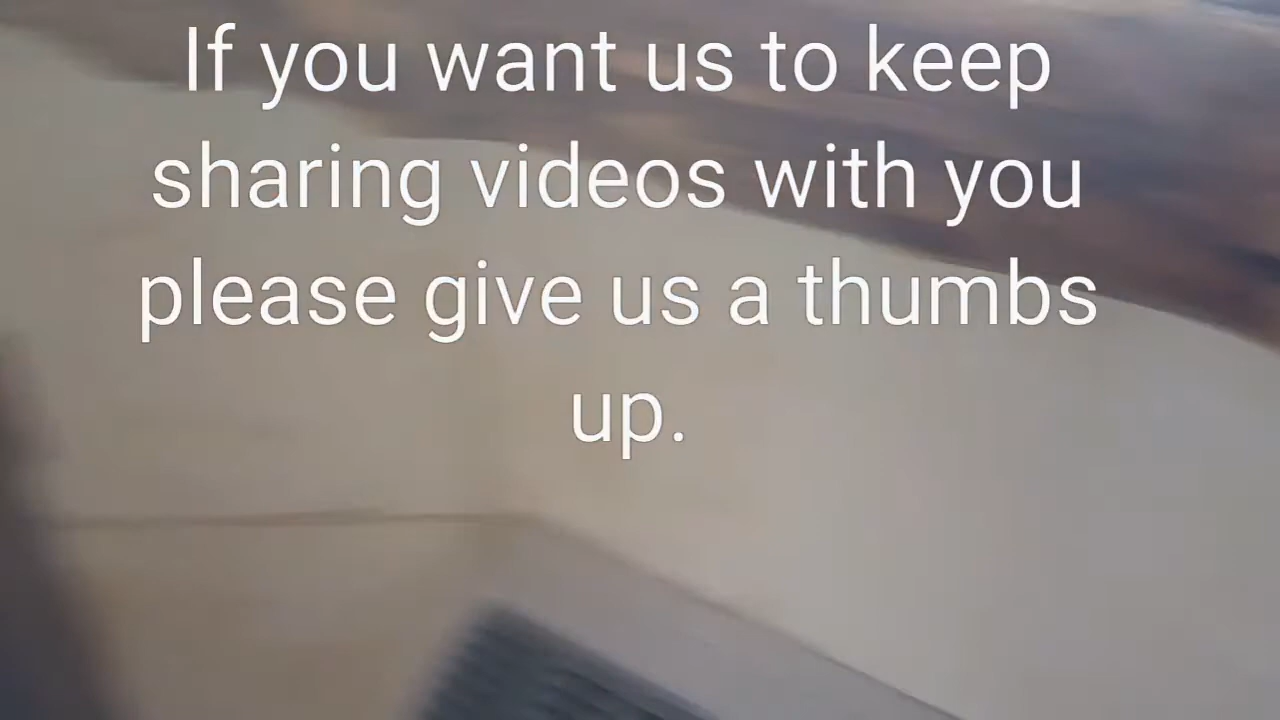 If you want us to keep
sharing videos with you
please give us a thumbs
up.